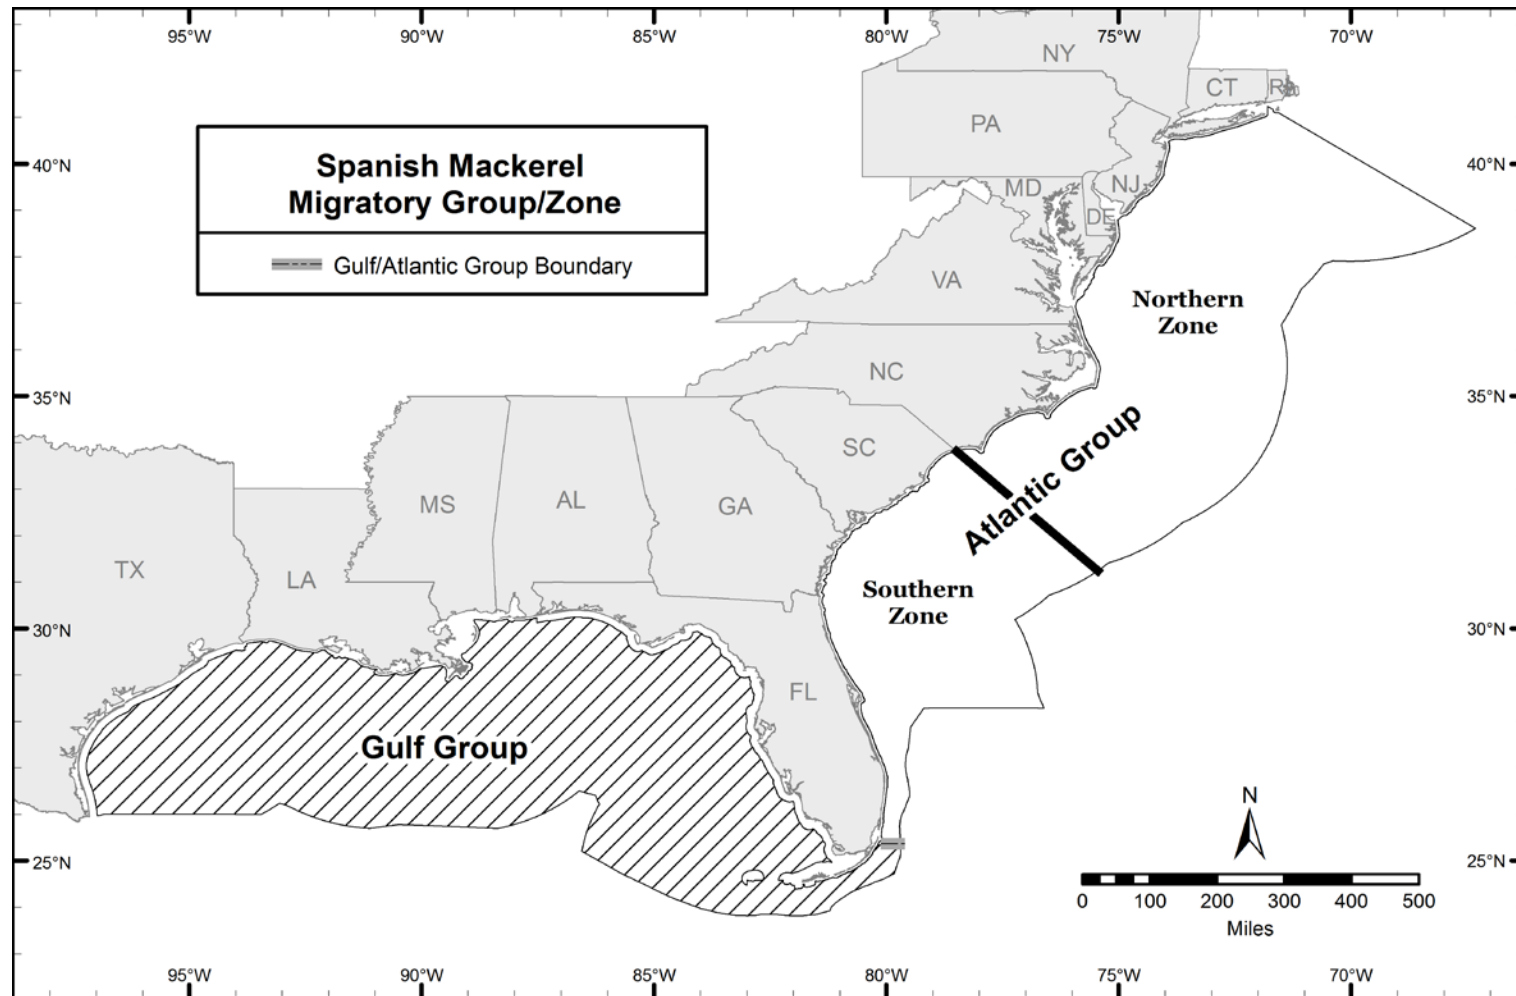 95°W 90°W 85°W 80°W 75°W 70°W
NY
CT RI
PA
40°N 40°N
Spanish Mackerel
Migratory Group/Zone
Gulf/Atlantic Group Boundary
MD NJ
DE
VA
Northern
Zone
NC
35°N 35°N
Atlantic Group
SC
MS AL GA
TX LA
Southern
Zone
30°N 30°N
FL
Gulf Group
N
25°N 25°N
0 100 200 300 400 500
Miles
95°W 90°W 85°W 80°W 75°W 70°W